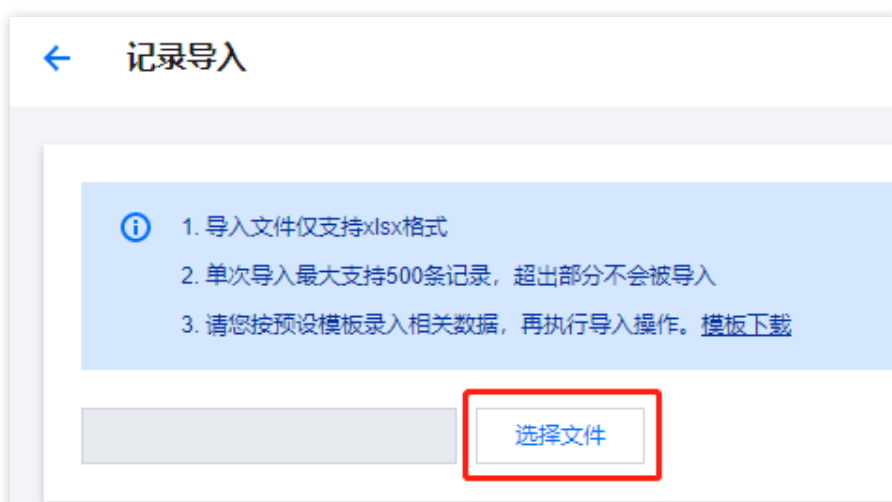 记录导入
1. 导入文件仅支持xlsx格式
2. 单次导入最大支持500条记录，超出部分不会被导入
3. 请您按预设模板录入相关数据，再执行导入操作。模板下载
选择文件